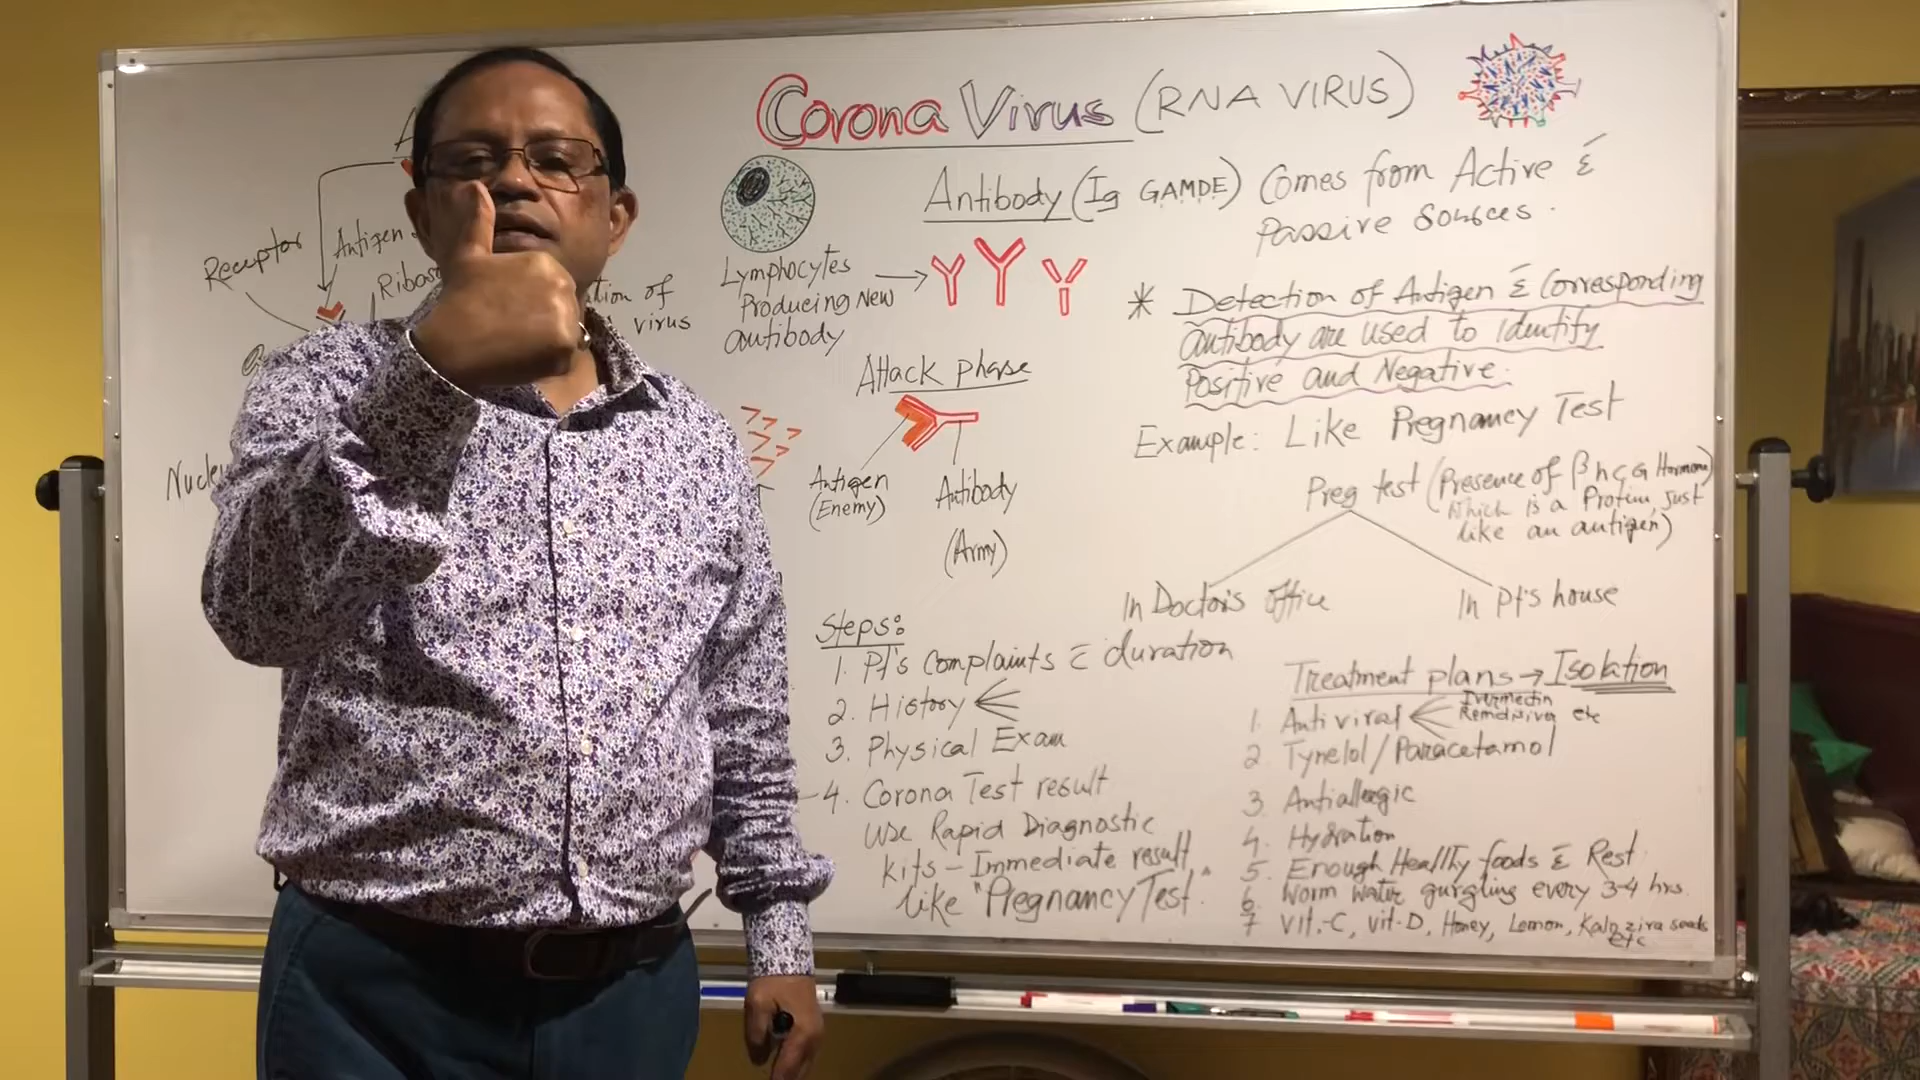 Corona Virus (RNA VIRUS)
Antibody (Ig GAMDE) Comes from Active &
Passive Sources.
Receptor
Antigen
tion of
virus
Lymphocytes
Producing New
antibody
* Detection of Antigen & Corresponding
antibody are used to identify
Positive and Negative.
Attack phase
Example: Like Pregnancy Test
Antigen
(Enemy)
Antibody
(Army)
Preg test (Presence of β hCG Hormone)
Which is a Protein, just
like an antigen)
In Doctor's office
In Pt's house
Steps:
1. Pt's Complaints c̄ duration
2. History
3. Physical Exam
4. Corona Test result
use Rapid Diagnostic
kits - Immediate result
like "Pregnancy Test".
Treatment plans → Isolation
1. Antiviral
Ivermectin
Remdisiver etc
2. Tynelol/Paracetamol
3. Antiallergic
4. Hydration
5. Enough Healthy foods & Rest
6. Worm water gurgling every 3-4 hrs.
7 Vit.-C, Vit-D, Honey, Lemon, Kalozira seeds
etc